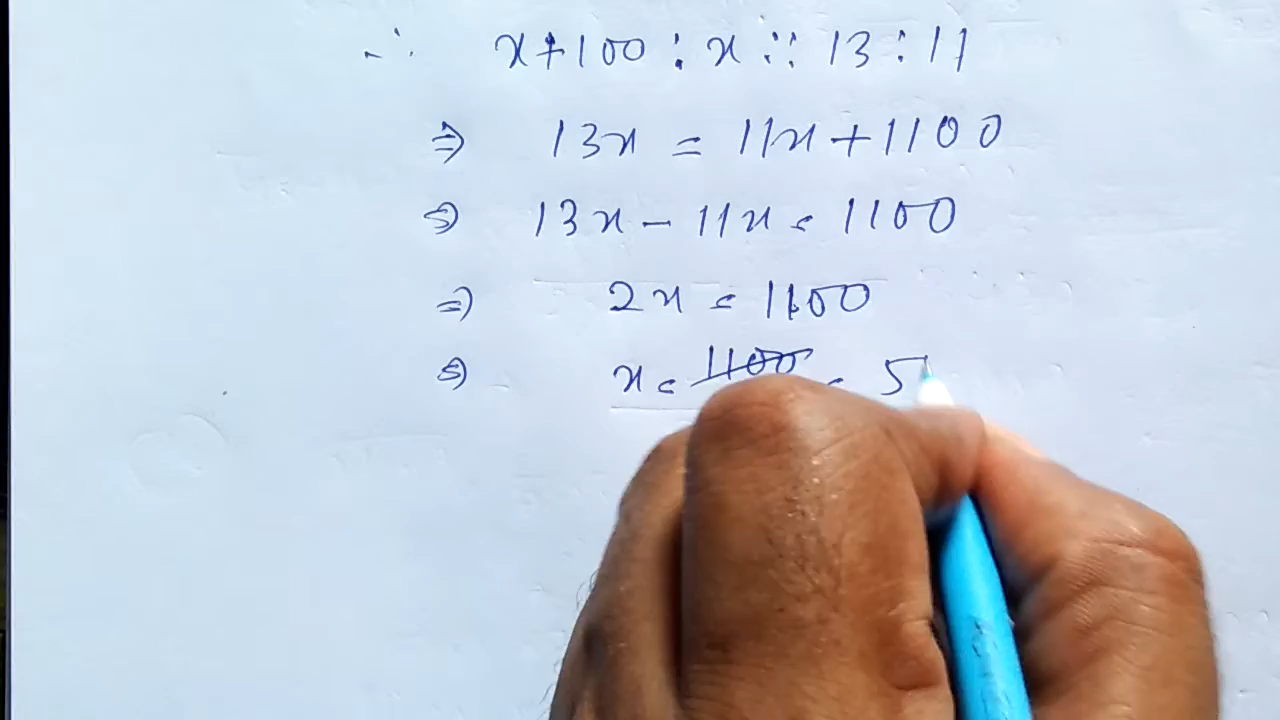 ∴ x+100 : x :: 13 : 11
⇒ 13x = 11x + 1100
⇒ 13x - 11x = 1100
⇒ 2x = 1100
⇒ x = 1100 = 5